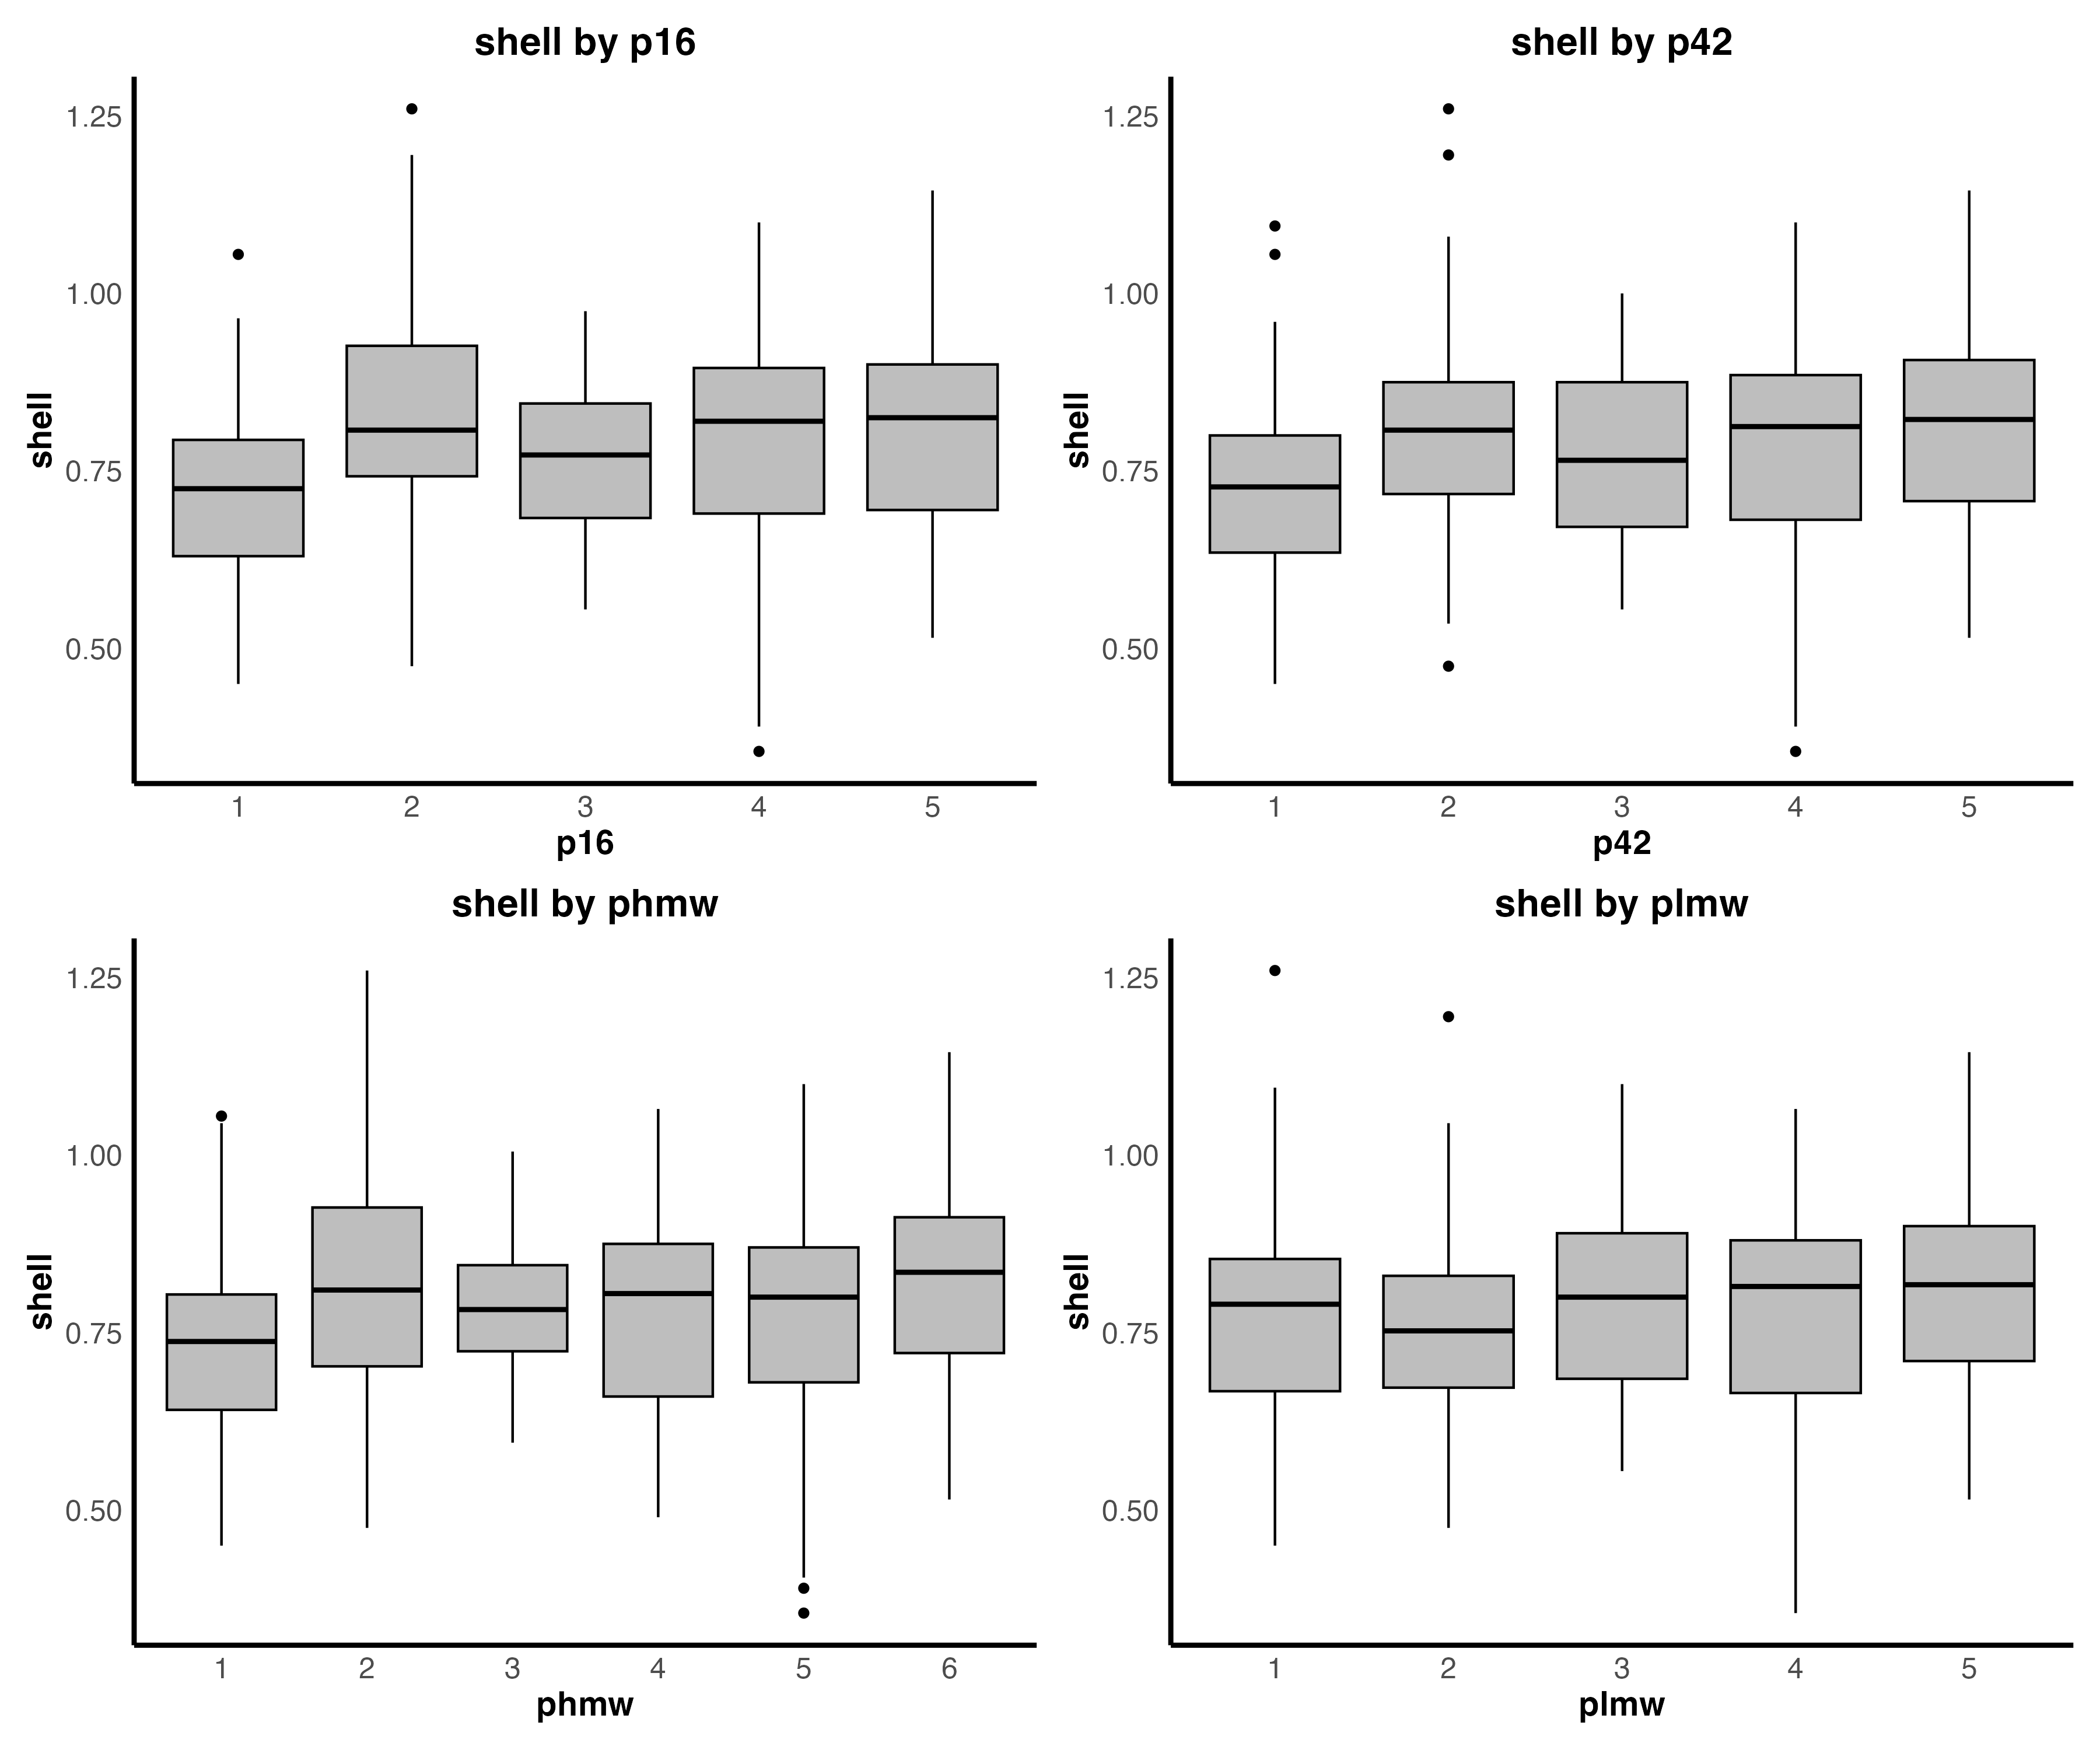 shell by p16
shell
1.25
1.00
0.75
0.50
1 2 3 4 5
p16
shell by p42
shell
1.25
1.00
0.75
0.50
1 2 3 4 5
p42
shell by phmw
shell
1.25
1.00
0.75
0.50
1 2 3 4 5 6
phmw
shell by plmw
shell
1.25
1.00
0.75
0.50
1 2 3 4 5
plmw